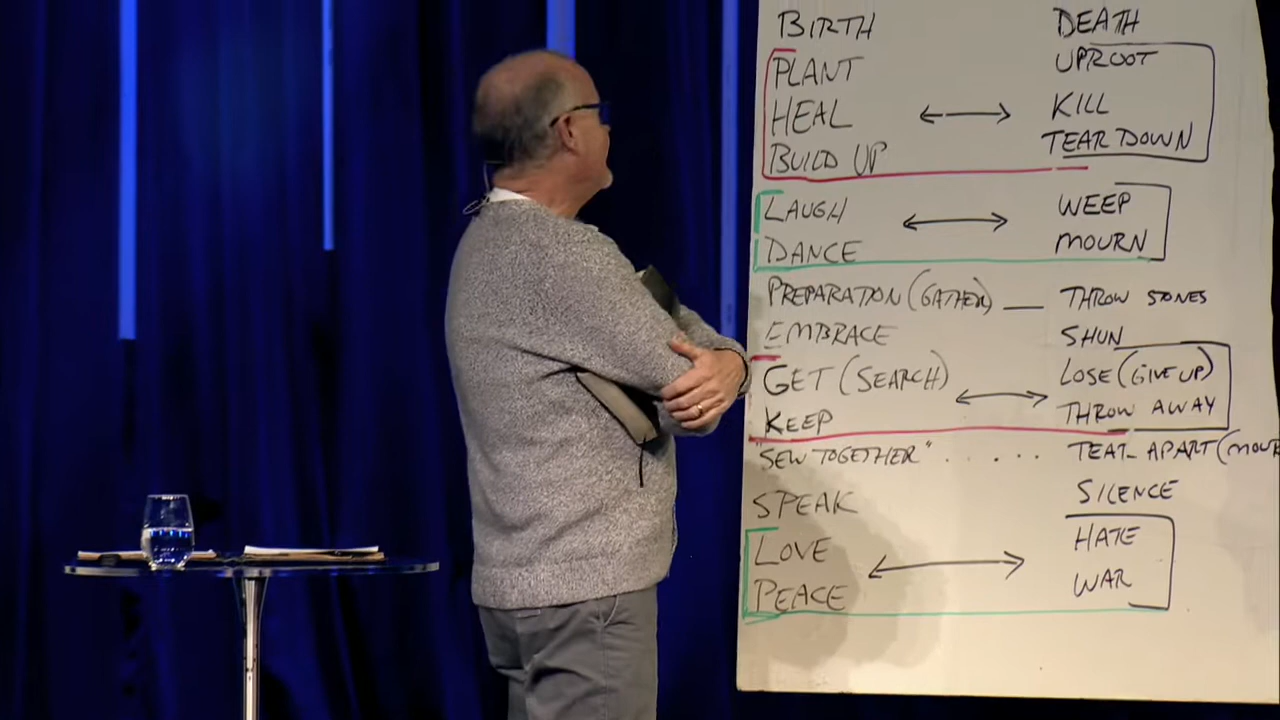 BIRTH DEATH
PLANT UPROOT
HEAL KILL
BUILD UP TEAR DOWN
LAUGH WEEP
DANCE MOURN
PREPARATION (GATHER) — THROW STONES
EMBRACE SHUN
GET (SEARCH) LOSE (GIVE UP)
KEEP THROW AWAY
"SEW TOGETHER" . . . . . TEAR APART (MOUR
SPEAK SILENCE
LOVE HATE
PEACE WAR